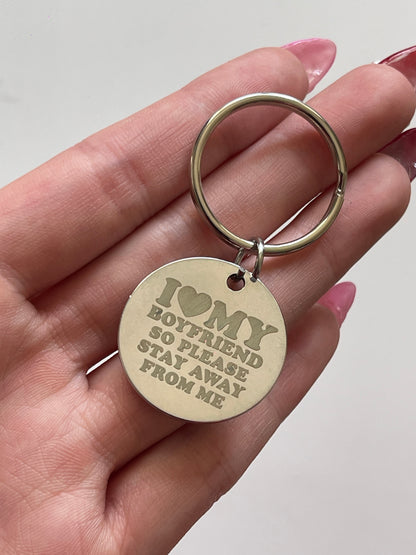 I ❤ MY
BOYFRIEND
SO PLEASE
STAY AWAY
FROM ME